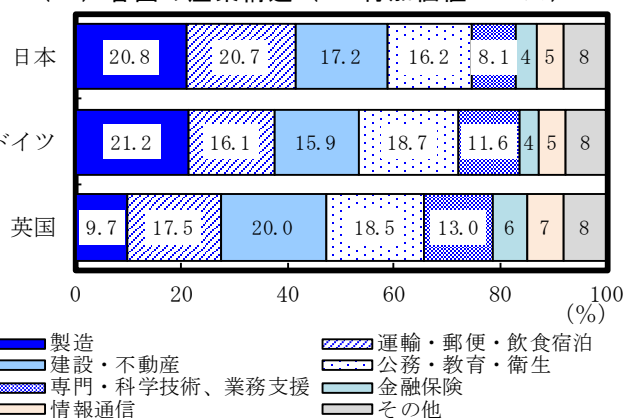 日本 20.8 20.7 17.2 16.2 8.1 4 5 8
ドイツ 21.2 16.1 15.9 18.7 11.6 4 5 8
英国 9.7 17.5 20.0 18.5 13.0 6 7 8
0 20 40 60 80 100
(%)
製造 運輸・郵便・飲食宿泊
建設・不動産 公務・教育・衛生
専門・科学技術、業務支援 金融保険
情報通信 その他